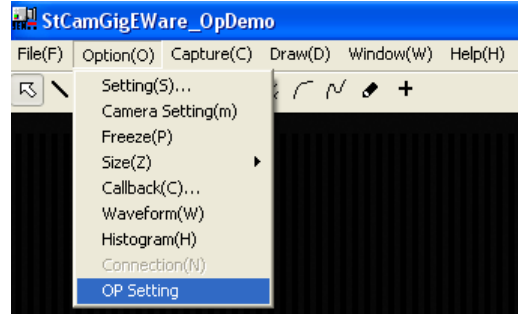 StCamGigEWare_OpDemo
File(F) Option(O) Capture(C) Draw(D) Window(W) Help(H)
Setting(S)...
Camera Setting(m)
Freeze(P)
Size(Z)
Callback(C)...
Waveform(W)
Histogram(H)
Connection(N)
OP Setting